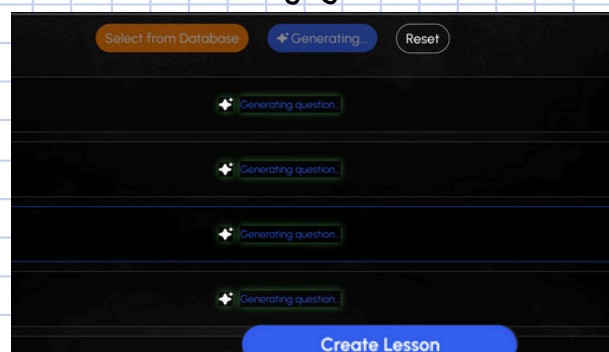 Select from Database Generating... Reset
Generating question...
Generating question...
Generating question...
Generating question...
Create Lesson